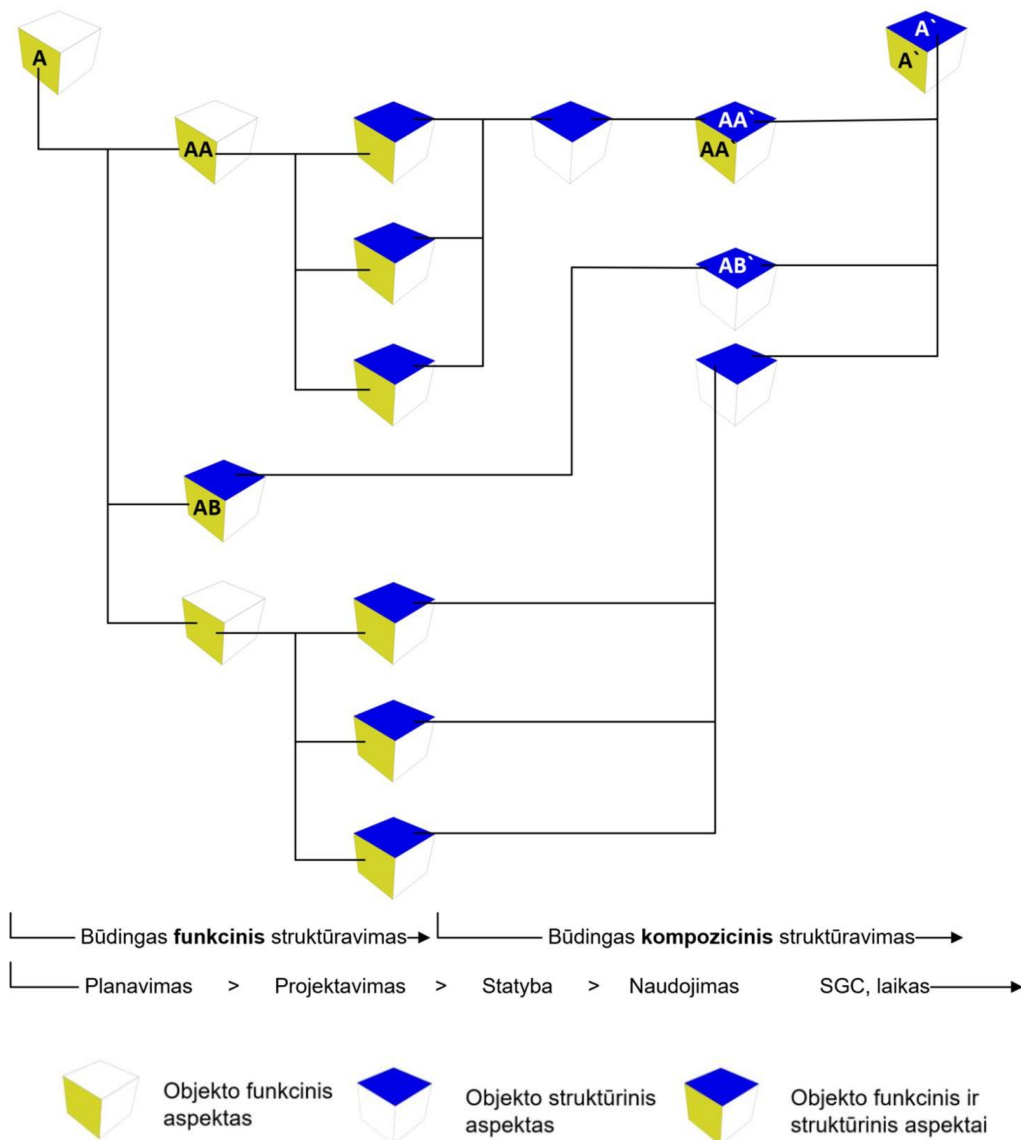 A
A`
A`
AA
AA`
AA`
AB`
AB
Būdingas funkcinis struktūravimas
Būdingas kompozicinis struktūravimas
Planavimas > Projektavimas > Statyba > Naudojimas SGC, laikas
Objekto funkcinis
aspektas
Objekto struktūrinis
aspektas
Objekto funkcinis ir
struktūrinis aspektai